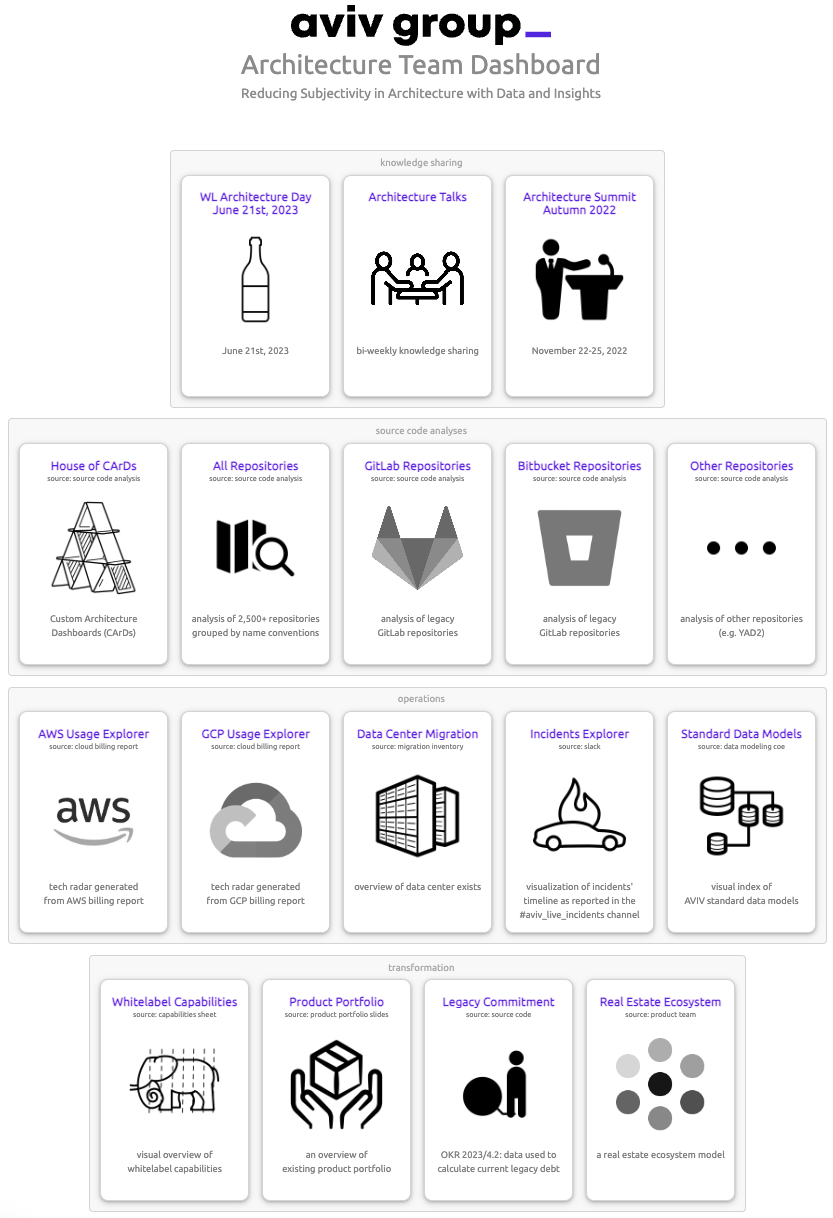 aviv group_
Architecture Team Dashboard
Reducing Subjectivity in Architecture with Data and Insights
knowledge sharing
WL Architecture Day
June 21st, 2023
June 21st, 2023
Architecture Talks
bi-weekly knowledge sharing
Architecture Summit
Autumn 2022
November 22-25, 2022
source code analyses
House of CArDs
source: source code analysis
Custom Architecture
Dashboards (CArDs)
All Repositories
source: source code analysis
analysis of 2,500+ repositories
grouped by name conventions
GitLab Repositories
source: source code analysis
analysis of legacy
GitLab repositories
Bitbucket Repositories
source: source code analysis
analysis of legacy
GitLab repositories
Other Repositories
source: source code analysis
analysis of other repositories
(e.g. YAD2)
operations
AWS Usage Explorer
source: cloud billing report
aws
tech radar generated
from AWS billing report
GCP Usage Explorer
source: cloud billing report
tech radar generated
from GCP billing report
Data Center Migration
source: migration inventory
overview of data center exists
Incidents Explorer
source: slack
visualization of incidents'
timeline as reported in the
#aviv_live_incidents channel
Standard Data Models
source: data modeling coe
visual index of
AVIV standard data models
transformation
Whitelabel Capabilities
source: capabilities sheet
visual overview of
whitelabel capabilities
Product Portfolio
source: product portfolio slides
an overview of
existing product portfolio
Legacy Commitment
source: source code
OKR 2023/4.2: data used to
calculate current legacy debt
Real Estate Ecosystem
source: product team
a real estate ecosystem model